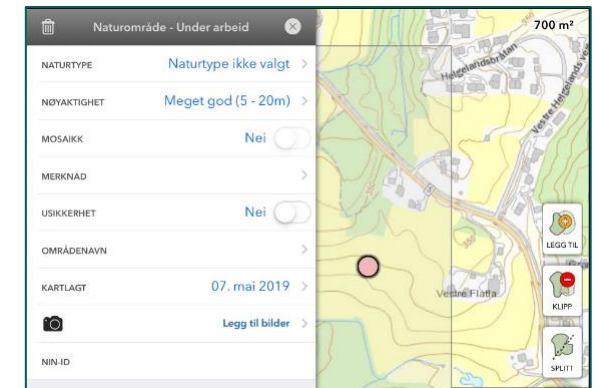 Naturområde - Under arbeid
NATURTYPE Naturtype ikke valgt
NØYAKTIGHET Meget god (5 - 20m)
MOSAIKK Nei
MERKNAD
USIKKERHET Nei
OMRÅDENAVN
KARTLAGT 07. mai 2019
Legg til bilder
NIN-ID
700 m²
Helgelandsbråtan
Vestre Helgelands
Vestre Flatla
LEGG TIL
KLIPP
SPLITT